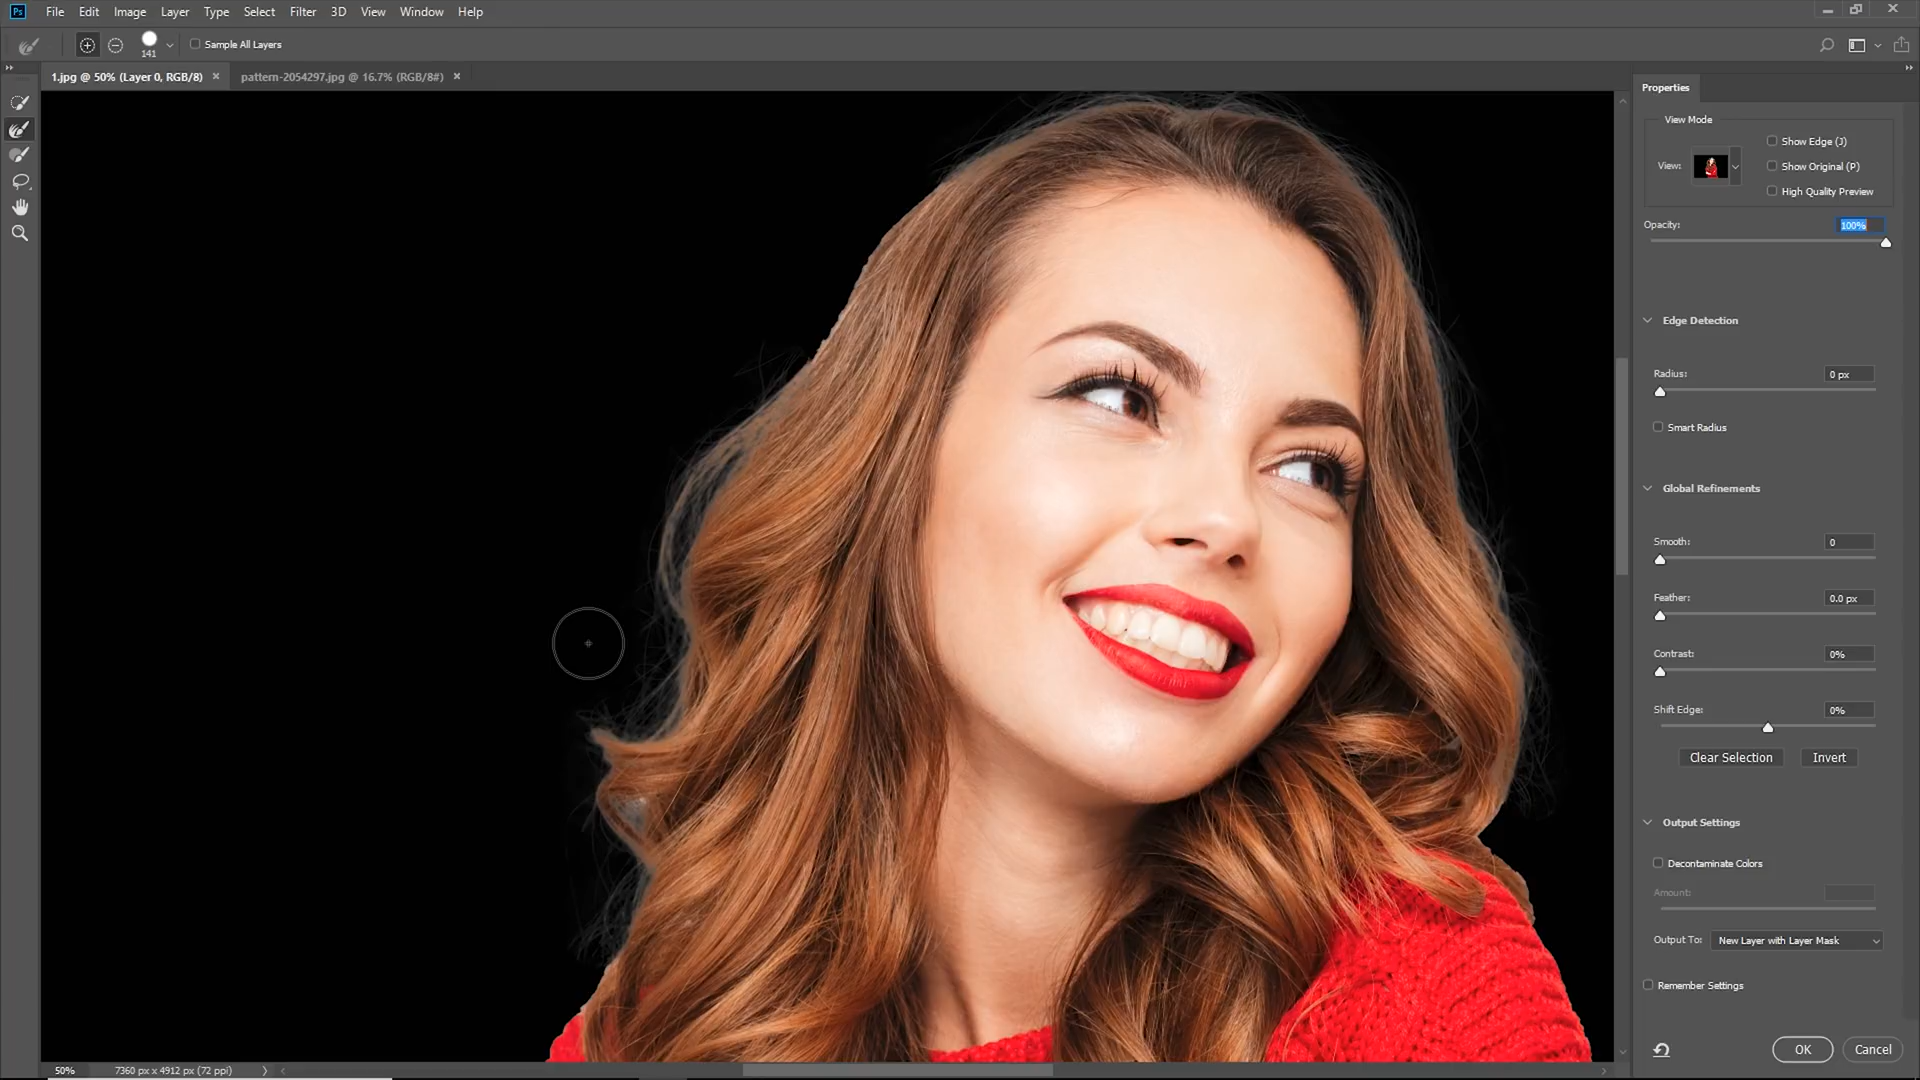 Ps File Edit Image Layer Type Select Filter 3D View Window Help
141 Sample All Layers
1.jpg @ 50% (Layer 0, RGB/8) × pattern-2054297.jpg @ 16.7% (RGB/8#) ×
Properties
View Mode
Show Edge (J)
View: Show Original (P)
High Quality Preview
Opacity: 100%
Edge Detection
Radius: 0 px
Smart Radius
Global Refinements
Smooth: 0
Feather: 0.0 px
Contrast: 0%
Shift Edge: 0%
Clear Selection Invert
Output Settings
Decontaminate Colors
Amount:
Output To: New Layer with Layer Mask
Remember Settings
OK Cancel
50% 7360 px x 4912 px (72 ppi)